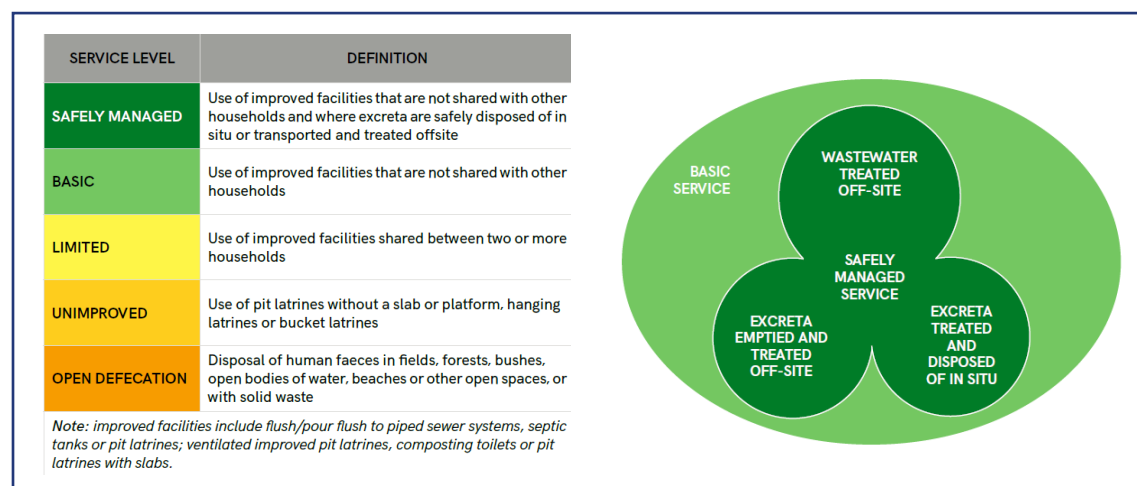 SERVICE LEVEL
DEFINITION
SAFELY MANAGED
Use of improved facilities that are not shared with other
households and where excreta are safely disposed of in
situ or transported and treated offsite
BASIC
Use of improved facilities that are not shared with other
households
LIMITED
Use of improved facilities shared between two or more
households
UNIMPROVED
Use of pit latrines without a slab or platform, hanging
latrines or bucket latrines
OPEN DEFECATION
Disposal of human faeces in fields, forests, bushes,
open bodies of water, beaches or other open spaces, or
with solid waste
Note: improved facilities include flush/pour flush to piped sewer systems, septic
tanks or pit latrines; ventilated improved pit latrines, composting toilets or pit
latrines with slabs.
BASIC
SERVICE
WASTEWATER
TREATED
OFF-SITE
SAFELY
MANAGED
SERVICE
EXCRETA
EMPTIED AND
TREATED
OFF-SITE
EXCRETA
TREATED
AND
DISPOSED
OF IN SITU